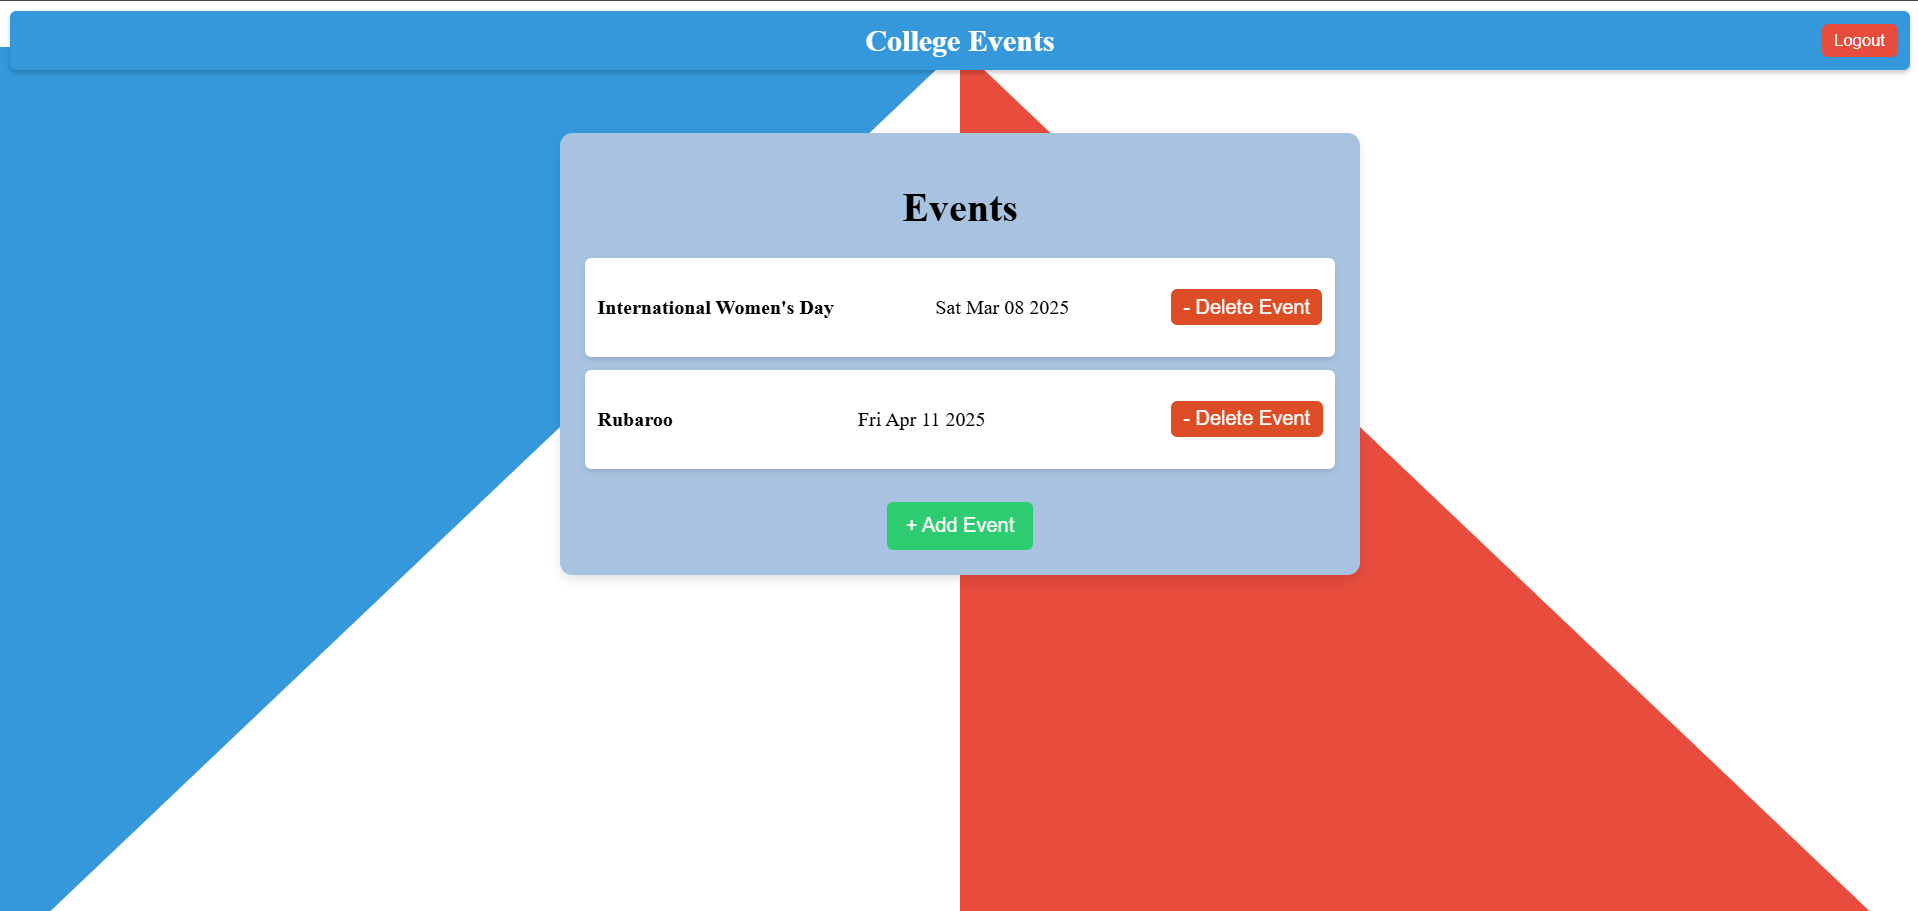 College Events
Logout
Events
International Women's Day Sat Mar 08 2025 - Delete Event
Rubaroo Fri Apr 11 2025 - Delete Event
+ Add Event